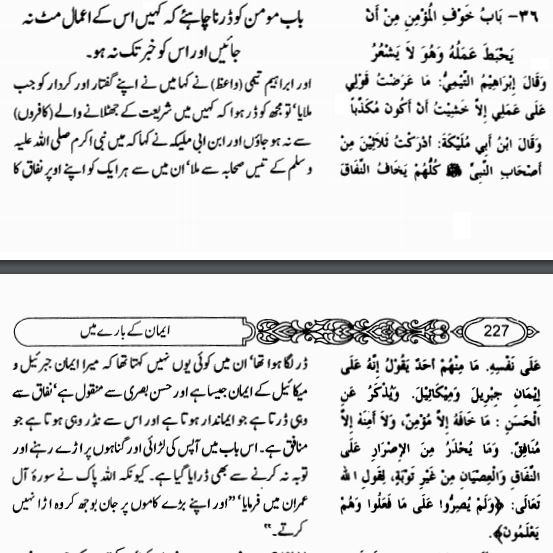 ٣٦- بَابُ خَوْفِ الْمُؤْمِنِ مِنْ أَنْ
يَحْبَطَ عَمَلُهُ وَهُوَ لاَ يَشْعُرُ
وَقَالَ إِبْرَاهِيْمُ التَّيْمِيُّ: مَا عَرَضْتُ قَوْلِي
عَلَى عَمَلِي إِلاَّ خَشِيْتُ أَنْ أَكُونَ مُكَذِّباً
وَقَالَ ابْنُ أَبِي مُلَيْكَةَ: أَدْرَكْتُ ثَلاَثِيْنَ مِنْ
أَصْحَابِ النَّبِيِّ ﷺ كُلُّهُمْ يَخَافُ النِّفَاقَ
باب مومن کو ڈرنا چاہئے کہ کہیں اس کے اعمال مٹ نہ
جائیں اور اس کو خبر تک نہ ہو۔
اور ابراہیم تیمی (واعظ) نے کہا میں نے اپنے گفتار اور کردار کو جب
ملایا، تو مجھ کو ڈر ہوا کہ کہیں میں شریعت کے جھٹلانے والے (کافروں)
سے نہ ہو جاؤں اور ابن ابی ملیکہ نے کہا کہ میں نبی اکرم صلی اللہ علیہ
و سلم کے تیس صحابہ سے ملا، ان میں سے ہر ایک کو اپنے اوپر نفاق کا
227
ایمان کے بارے میں
عَلَى نَفْسِهِ. مَا مِنْهُمْ أَحَدٌ يَقُوْلُ إِنَّهُ عَلَى
إِيْمَانِ جِبْرِيلَ وَمِيْكَائِيْلَ. وَيُذْكَرُ عَنِ
الْحَسَنِ : مَا خَافَهُ إِلاَّ مُؤْمِنٌ، وَلاَ أَمِنَهُ إِلاَّ
مُنَافِقٌ. وَمَا يُحْذَرُ مِنَ الإِصْرَارِ عَلَى
النِّفَاقِ وَالْعِصْيَانِ مِنْ غَيْرِ تَوْبَةٍ، لِقَوْلِ اللهِ
تَعَالَى: ﴿وَلَمْ يُصِرُّوا عَلَى مَا فَعَلُوا وَهُمْ
يَعْلَمُونَ﴾.
ڈر لگا ہوا تھا، ان میں کوئی یوں نہیں کہتا تھا کہ میرا ایمان جبرئیل و
میکائیل کے ایمان جیسا ہے اور حسن بصری سے منقول ہے، نفاق سے
وہی ڈرتا ہے جو ایماندار ہوتا ہے اور اس سے نڈر وہی ہوتا ہے جو
منافق ہے۔ اس باب میں آپس کی لڑائی اور گناہوں پر اڑے رہنے اور
توبہ نہ کرنے سے بھی ڈرایا گیا ہے۔ کیونکہ اللہ پاک نے سورۂ آل
عمران میں فرمایا، "اور اپنے برے کاموں پر جان بوجھ کر وہ اڑا نہیں
کرتے۔"